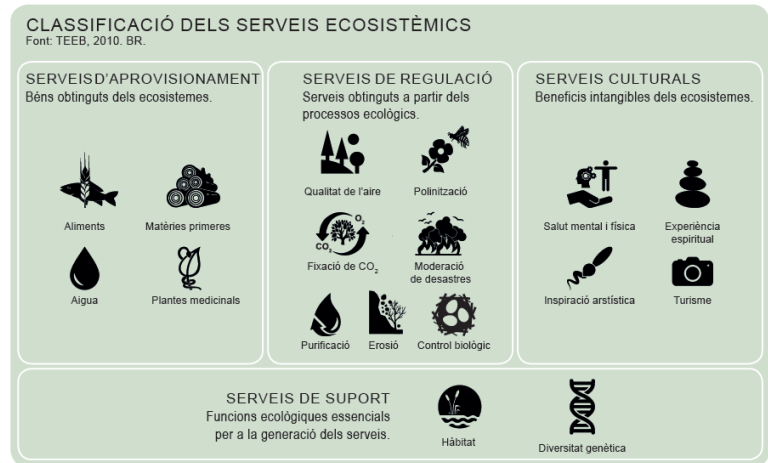 CLASSIFICACIÓ DELS SERVEIS ECOSISTÈMICS
Font: TEEB, 2010. BR.
SERVEIS D'APROVISIONAMENT
Béns obtinguts dels ecosistemes.
Aliments
Matèries primeres
Aigua
Plantes medicinals
SERVEIS DE REGULACIÓ
Serveis obtinguts a partir dels
processos ecològics.
Qualitat de l'aire
Polinització
O₂
CO₂
Fixació de CO₂
Moderació
de desastres
Purificació
Erosió
Control biològic
SERVEIS CULTURALS
Beneficis intangibles dels ecosistemes.
Salut mental i física
Experiència
espiritual
Inspiració arstística
Turisme
SERVEIS DE SUPORT
Funcions ecològiques essencials
per a la generació dels serveis.
Hàbitat
Diversitat genètica